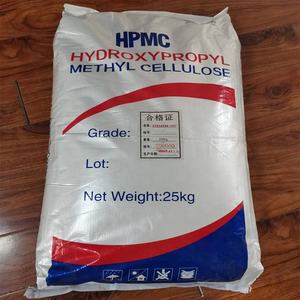 HPMC
HYDROXYPROPYL
METHYL CELLULOSE
合格证
Grade:
Lot:
Net Weight:25kg